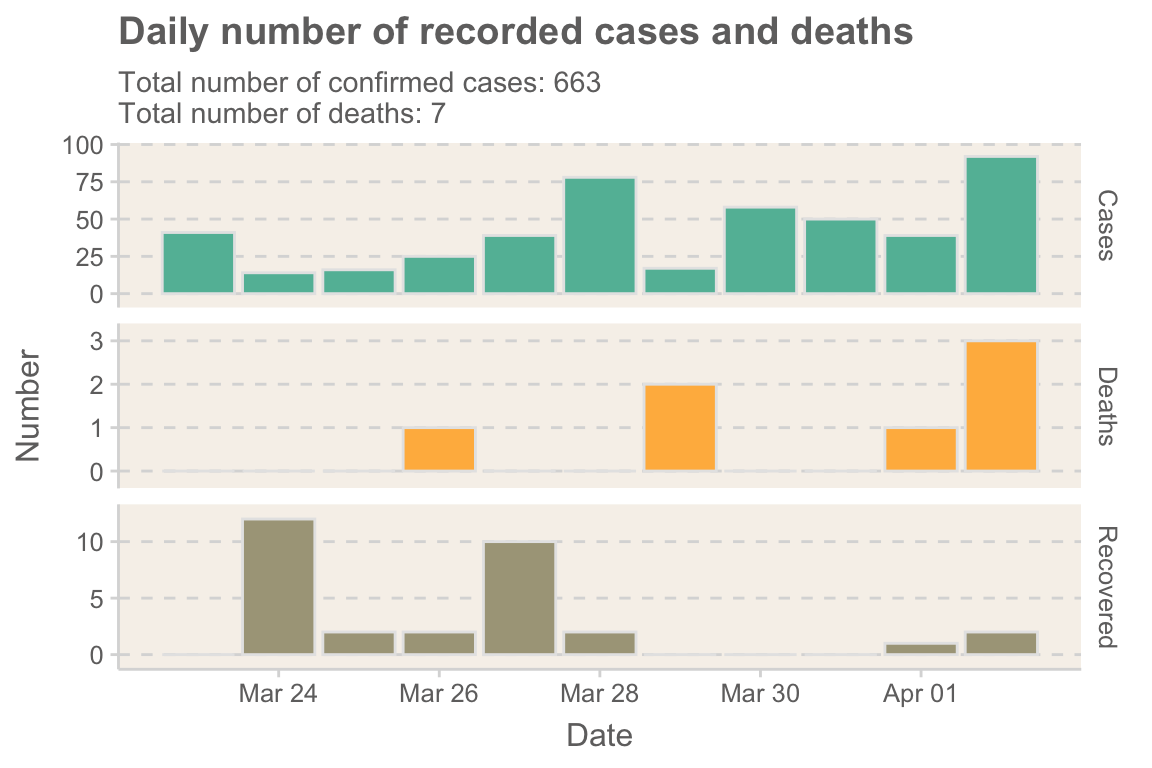 Daily number of recorded cases and deaths
Total number of confirmed cases: 663
Total number of deaths: 7
100
75
50
25
0
Cases
3
2
1
0
Deaths
Number
10
5
0
Recovered
Mar 24 Mar 26 Mar 28 Mar 30 Apr 01
Date